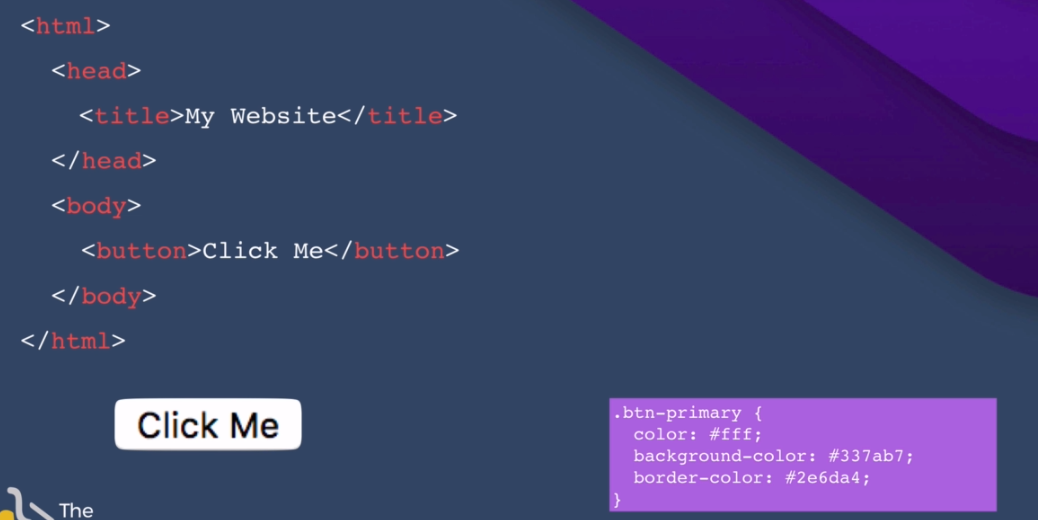 <html>
<head>
<title>My Website</title>
</head>
<body>
<button>Click Me</button>
</body>
</html>
Click Me
.btn-primary {
color: #fff;
background-color: #337ab7;
border-color: #2e6da4;
}
The